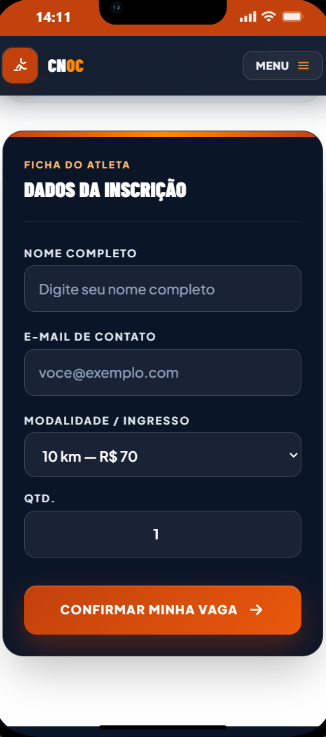 14:11
CNOC
MENU
FICHA DO ATLETA
DADOS DA INSCRIÇÃO
NOME COMPLETO
Digite seu nome completo
E-MAIL DE CONTATO
voce@exemplo.com
MODALIDADE / INGRESSO
10 km — R$ 70
QTD.
1
CONFIRMAR MINHA VAGA →